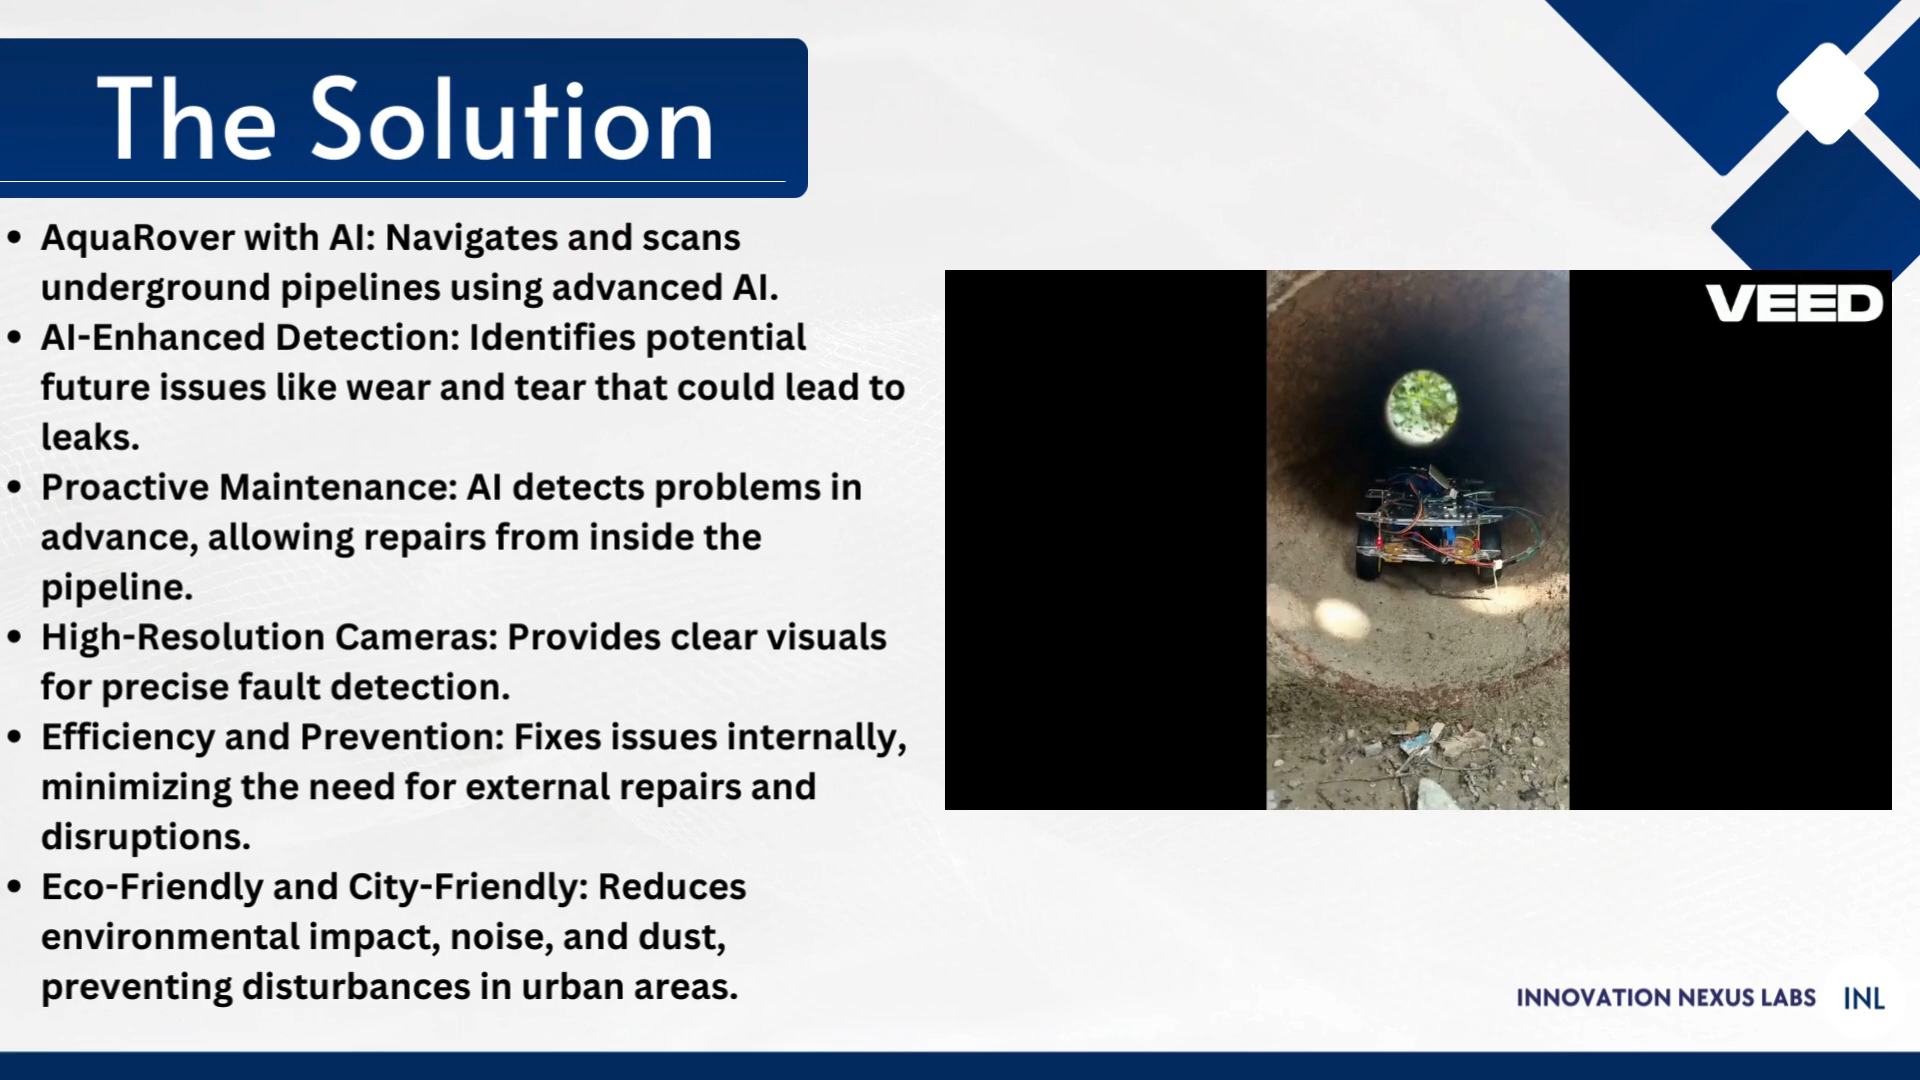 The Solution
• AquaRover with AI: Navigates and scans
underground pipelines using advanced AI.
• AI-Enhanced Detection: Identifies potential
future issues like wear and tear that could lead to
leaks.
• Proactive Maintenance: AI detects problems in
advance, allowing repairs from inside the
pipeline.
• High-Resolution Cameras: Provides clear visuals
for precise fault detection.
• Efficiency and Prevention: Fixes issues internally,
minimizing the need for external repairs and
disruptions.
• Eco-Friendly and City-Friendly: Reduces
environmental impact, noise, and dust,
preventing disturbances in urban areas.
VEED
INNOVATION NEXUS LABS INL